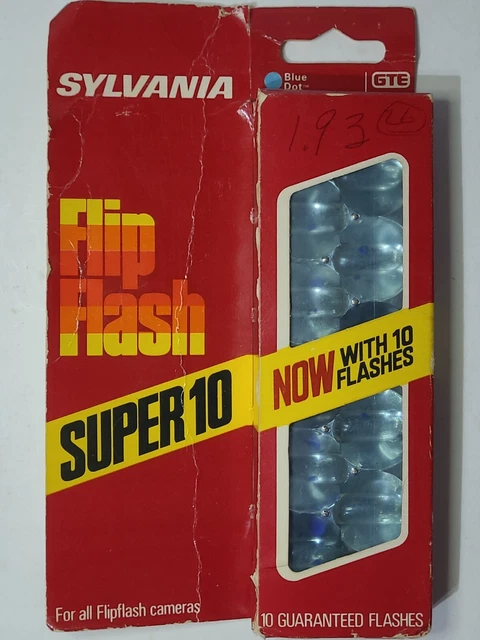 SYLVANIA
Flip
Flash
SUPER 10
For all Flipflash cameras
Blue
Dot™
GTE
1.93
NOW WITH 10
FLASHES
10 GUARANTEED FLASHES